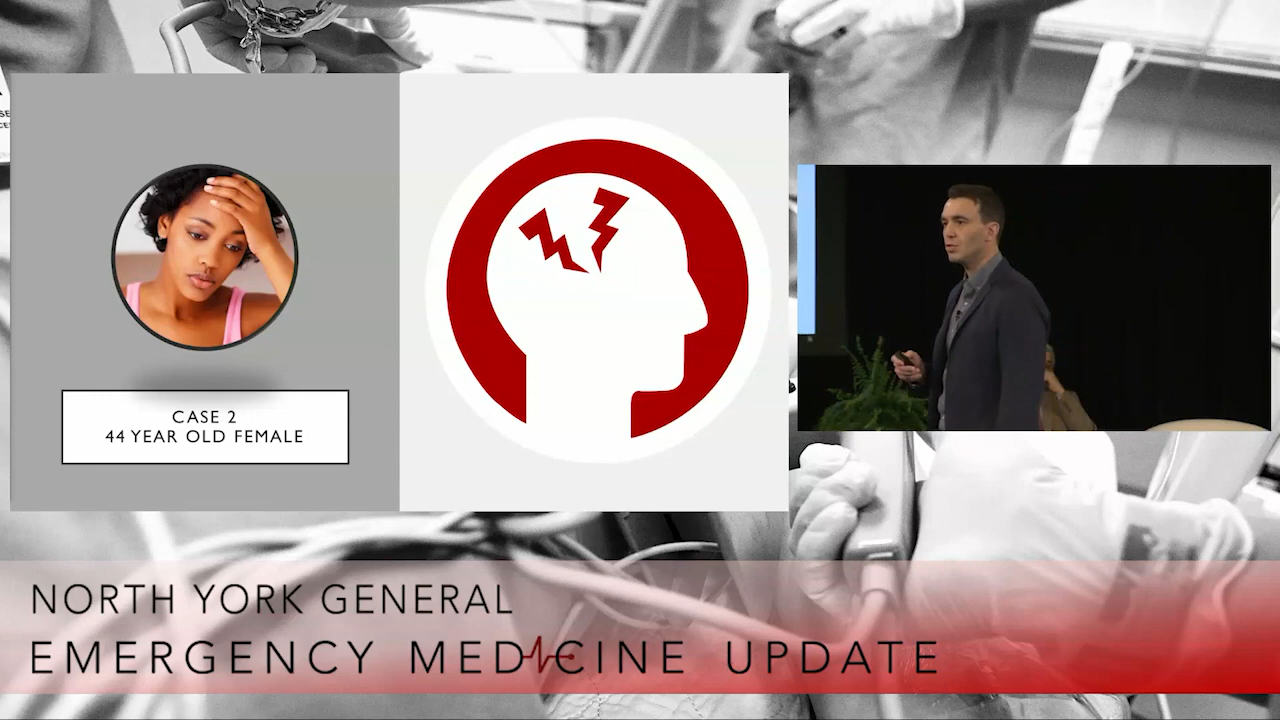 CASE 2
44 YEAR OLD FEMALE
NORTH YORK GENERAL
EMERGENCY MEDICINE UPDATE